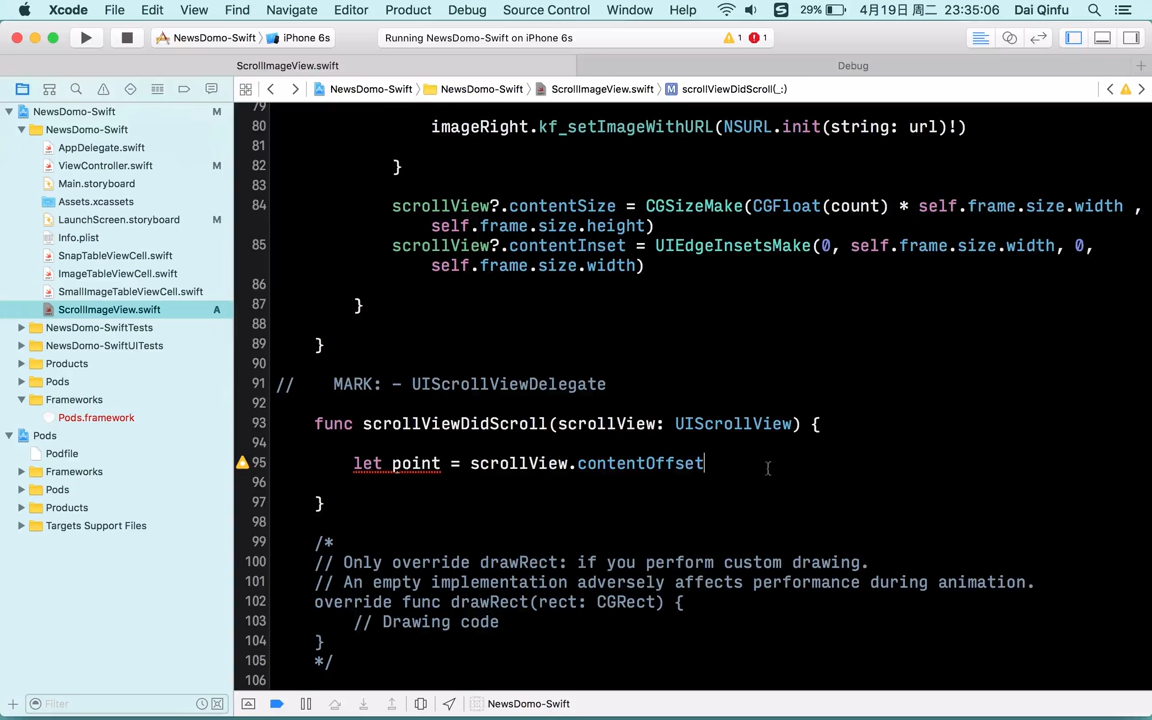 Xcode File Edit View Find Navigate Editor Product Debug Source Control Window Help 29% 4月19日 周二 23:35:06 Dai Qinfu
NewsDomo-Swift iPhone 6s Running NewsDomo-Swift on iPhone 6s 1 1
ScrollImageView.swift Debug
NewsDomo-Swift NewsDomo-Swift ScrollImageView.swift M scrollViewDidScroll(_:)
NewsDomo-Swift M
NewsDomo-Swift
AppDelegate.swift
ViewController.swift M
Main.storyboard
Assets.xcassets
LaunchScreen.storyboard M
Info.plist
SnapTableViewCell.swift
ImageTableViewCell.swift
SmallImageTableViewCell.swift
ScrollImageView.swift A
NewsDomo-SwiftTests
NewsDomo-SwiftUITests
Products
Pods
Frameworks
Pods.framework
Pods
Podfile
Frameworks
Pods
Products
Targets Support Files
Filter
79
80 imageRight.kf_setImageWithURL(NSURL.init(string: url)!)
81
82 }
83
84 scrollView?.contentSize = CGSizeMake(CGFloat(count) * self.frame.size.width ,
self.frame.size.height)
85 scrollView?.contentInset = UIEdgeInsetsMake(0, self.frame.size.width, 0,
self.frame.size.width)
86
87 }
88
89 }
90
91 // MARK: - UIScrollViewDelegate
92
93 func scrollViewDidScroll(scrollView: UIScrollView) {
94
95 let point = scrollView.contentOffset
96
97 }
98
99 /*
100 // Only override drawRect: if you perform custom drawing.
101 // An empty implementation adversely affects performance during animation.
102 override func drawRect(rect: CGRect) {
103 // Drawing code
104 }
105 */
106
NewsDomo-Swift